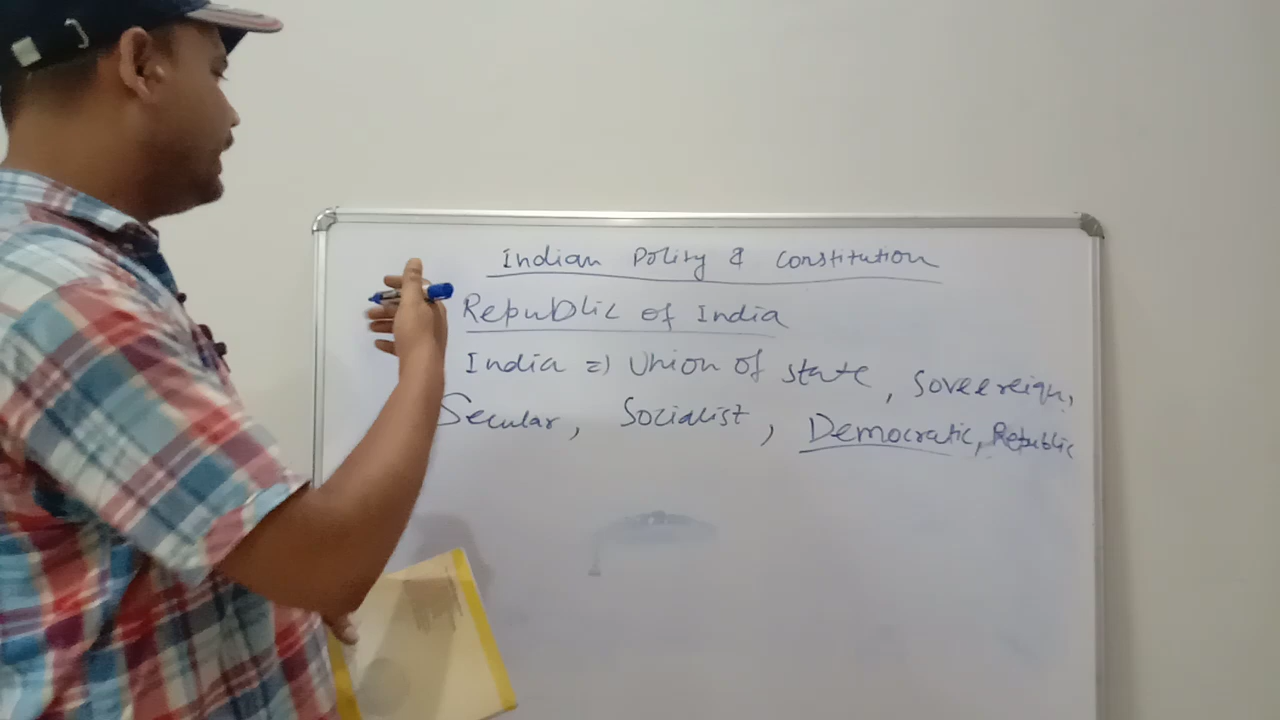 Indian Polity & Constitution
Republic of India
India => Union of state, Sovereign,
Secular, Socialist, Democratic, Republic